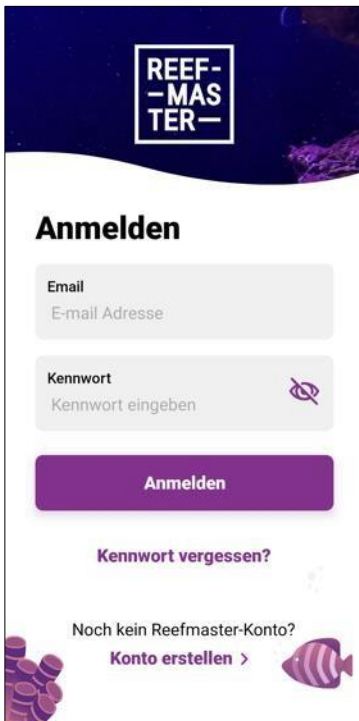 REEF-
–MAS
TER—
Anmelden
Email
E-mail Adresse
Kennwort
Kennwort eingeben
Anmelden
Kennwort vergessen?
Noch kein Reefmaster-Konto?
Konto erstellen >